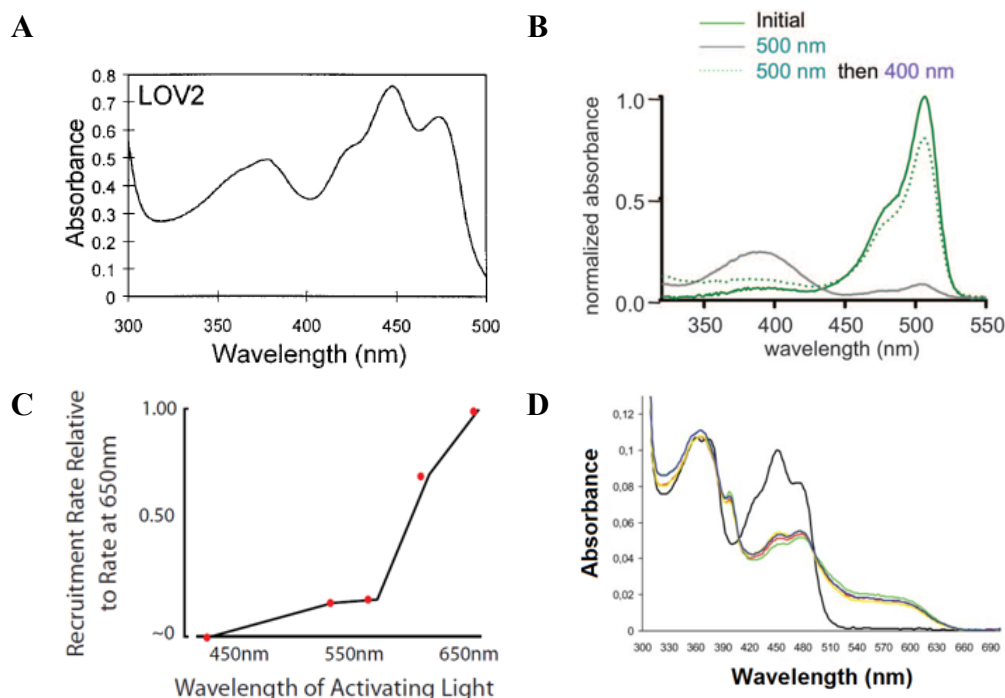 A
LOV2
0.8
0.7
0.6
0.5
0.4
0.3
0.2
0.1
0
300
350
400
450
500
Absorbance
Wavelength (nm)
B
Initial
500 nm
500 nm then 400 nm
1.0
0.5
0.0
350
400
450
500
550
normalized absorbance
wavelength (nm)
C
Recruitment Rate Relative
to Rate at 650nm
1.00
0.50
~0
450nm
550nm
650nm
Wavelength of Activating Light
D
0,12
0,1
0,08
0,06
0,04
0,02
0
300
330
360
390
420
450
480
510
540
570
600
630
660
690
Absorbance
Wavelength (nm)